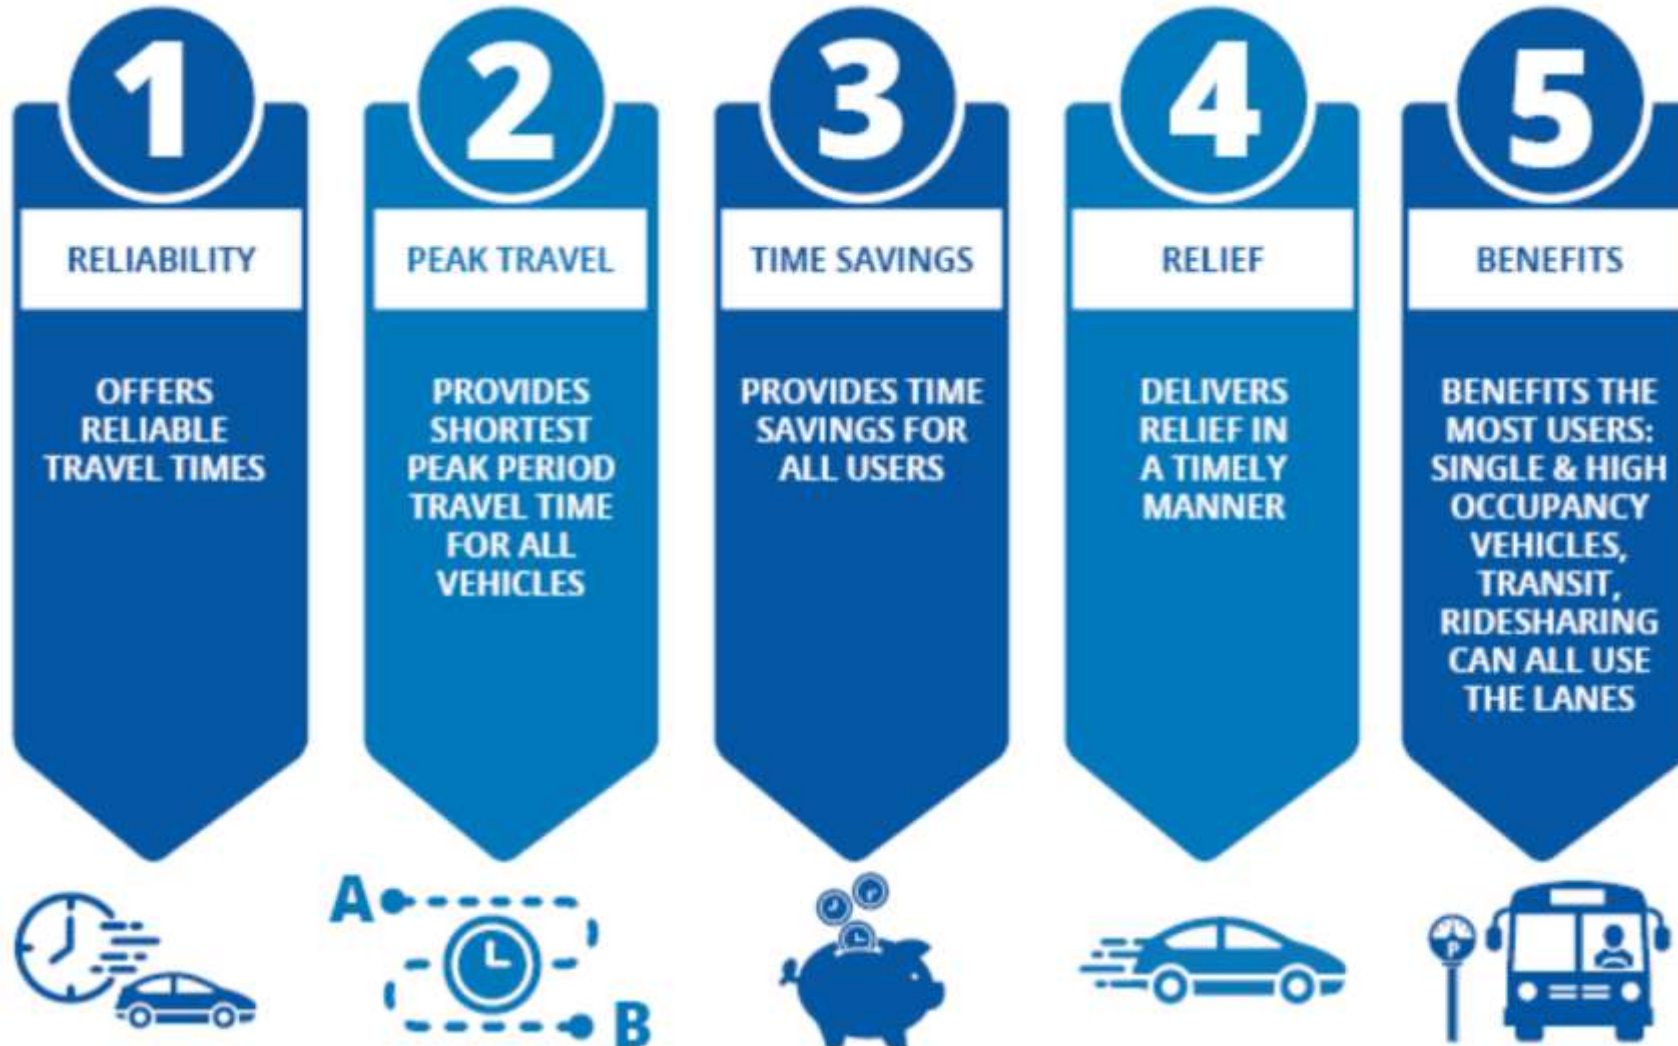 1
RELIABILITY
OFFERS
RELIABLE
TRAVEL TIMES
2
PEAK TRAVEL
PROVIDES
SHORTEST
PEAK PERIOD
TRAVEL TIME
FOR ALL
VEHICLES
3
TIME SAVINGS
PROVIDES TIME
SAVINGS FOR
ALL USERS
4
RELIEF
DELIVERS
RELIEF IN
A TIMELY
MANNER
5
BENEFITS
BENEFITS THE
MOST USERS:
SINGLE & HIGH
OCCUPANCY
VEHICLES,
TRANSIT,
RIDESHARING
CAN ALL USE
THE LANES
A
B
P